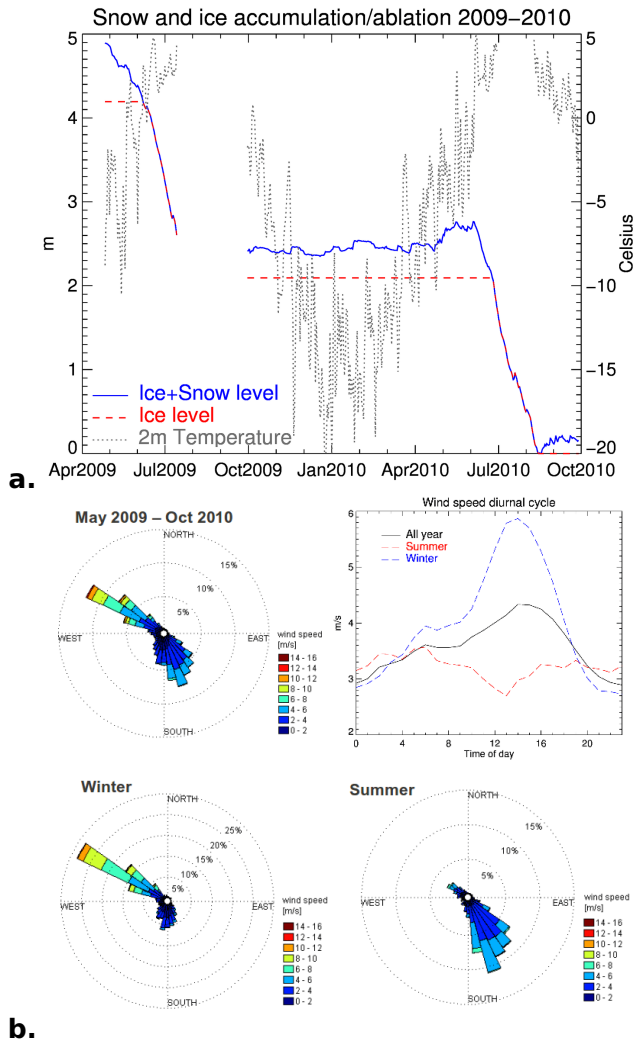 Snow and ice accumulation/ablation 2009−2010
5
4
3
2
1
0
m
5
0
−5
−10
−15
−20
Celsius
Ice+Snow level
Ice level
2m Temperature
Apr2009 Jul2009 Oct2009 Jan2010 Apr2010 Jul2010 Oct2010
a.
May 2009 – Oct 2010
NORTH
15%
10%
5%
WEST
EAST
SOUTH
wind speed
[m/s]
14 - 16
12 - 14
10 - 12
8 - 10
6 - 8
4 - 6
2 - 4
0 - 2
Wind speed diurnal cycle
6
5
4
3
2
m/s
All year
Summer
Winter
0 4 8 12 16 20
Time of day
Winter
NORTH
25%
20%
15%
10%
5%
WEST
EAST
SOUTH
wind speed
[m/s]
14 - 16
12 - 14
10 - 12
8 - 10
6 - 8
4 - 6
2 - 4
0 - 2
Summer
NORTH
15%
10%
5%
WEST
EAST
SOUTH
wind speed
[m/s]
14 - 16
12 - 14
10 - 12
8 - 10
6 - 8
4 - 6
2 - 4
0 - 2
b.